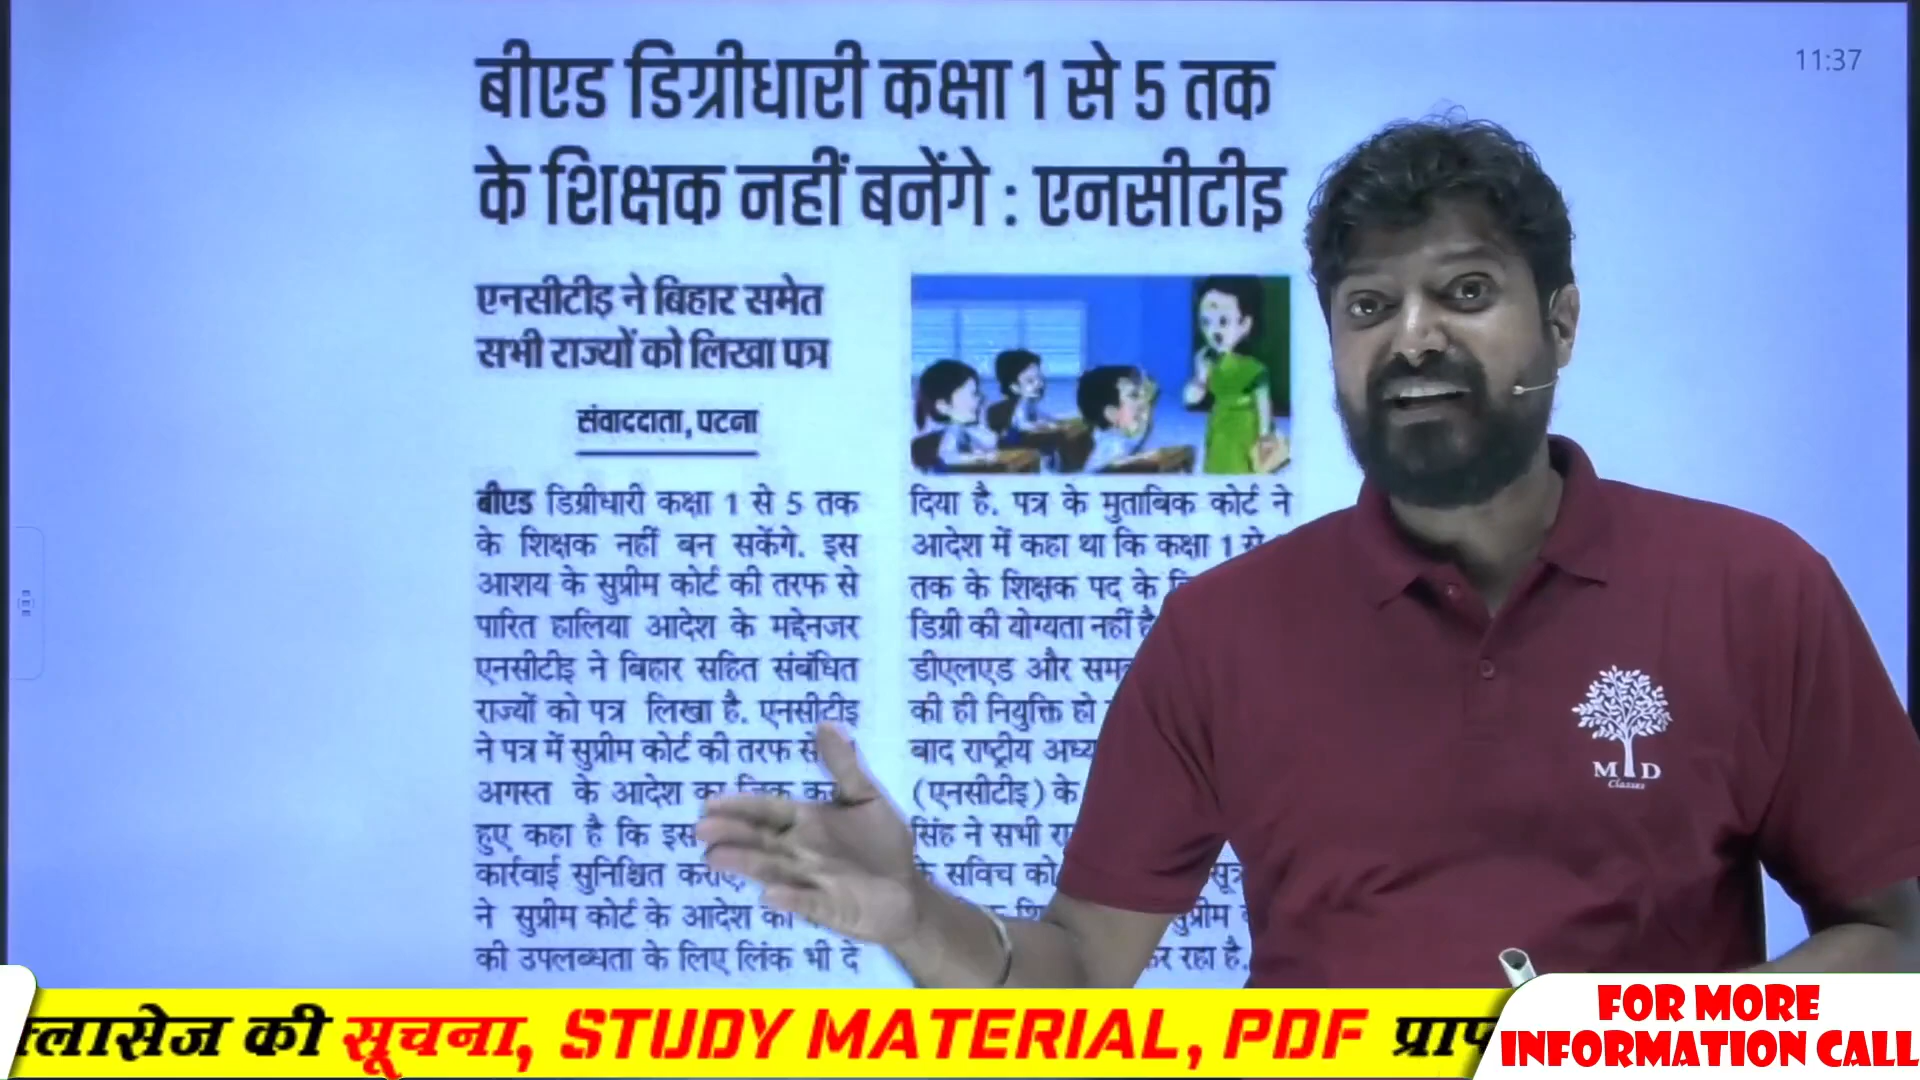 11:37
बीएड डिग्रीधारी कक्षा 1 से 5 तक
के शिक्षक नहीं बनेंगे : एनसीटीइ
एनसीटीइ ने बिहार समेत
सभी राज्यों को लिखा पत्र
संवाददाता, पटना
बीएड डिग्रीधारी कक्षा 1 से 5 तक
के शिक्षक नहीं बन सकेंगे. इस
आशय के सुप्रीम कोर्ट की तरफ से
पारित हालिया आदेश के मद्देनजर
एनसीटीइ ने बिहार सहित संबंधित
राज्यों को पत्र लिखा है. एनसीटीइ
ने पत्र में सुप्रीम कोर्ट की तरफ से
अगस्त के आदेश का जिक्र
हुए कहा है कि इस
कार्रवाई सुनिश्चित कराए,
ने सुप्रीम कोर्ट के आदेश की
की उपलब्धता के लिए लिंक भी दे
दिया है. पत्र के मुताबिक कोर्ट ने
आदेश में कहा था कि कक्षा 1 से
तक के शिक्षक पद के
डिग्री की योग्यता नहीं है
डीएलएड और
की ही नियुक्ति हो
बाद राष्ट्रीय
(एनसीटीइ) के
सिंह ने सभी
के सचिव को
सुप्रीम
कर रहा है.
M D
Classes
क्लासेज की सूचना, STUDY MATERIAL, PDF
FOR MORE
INFORMATION CALL